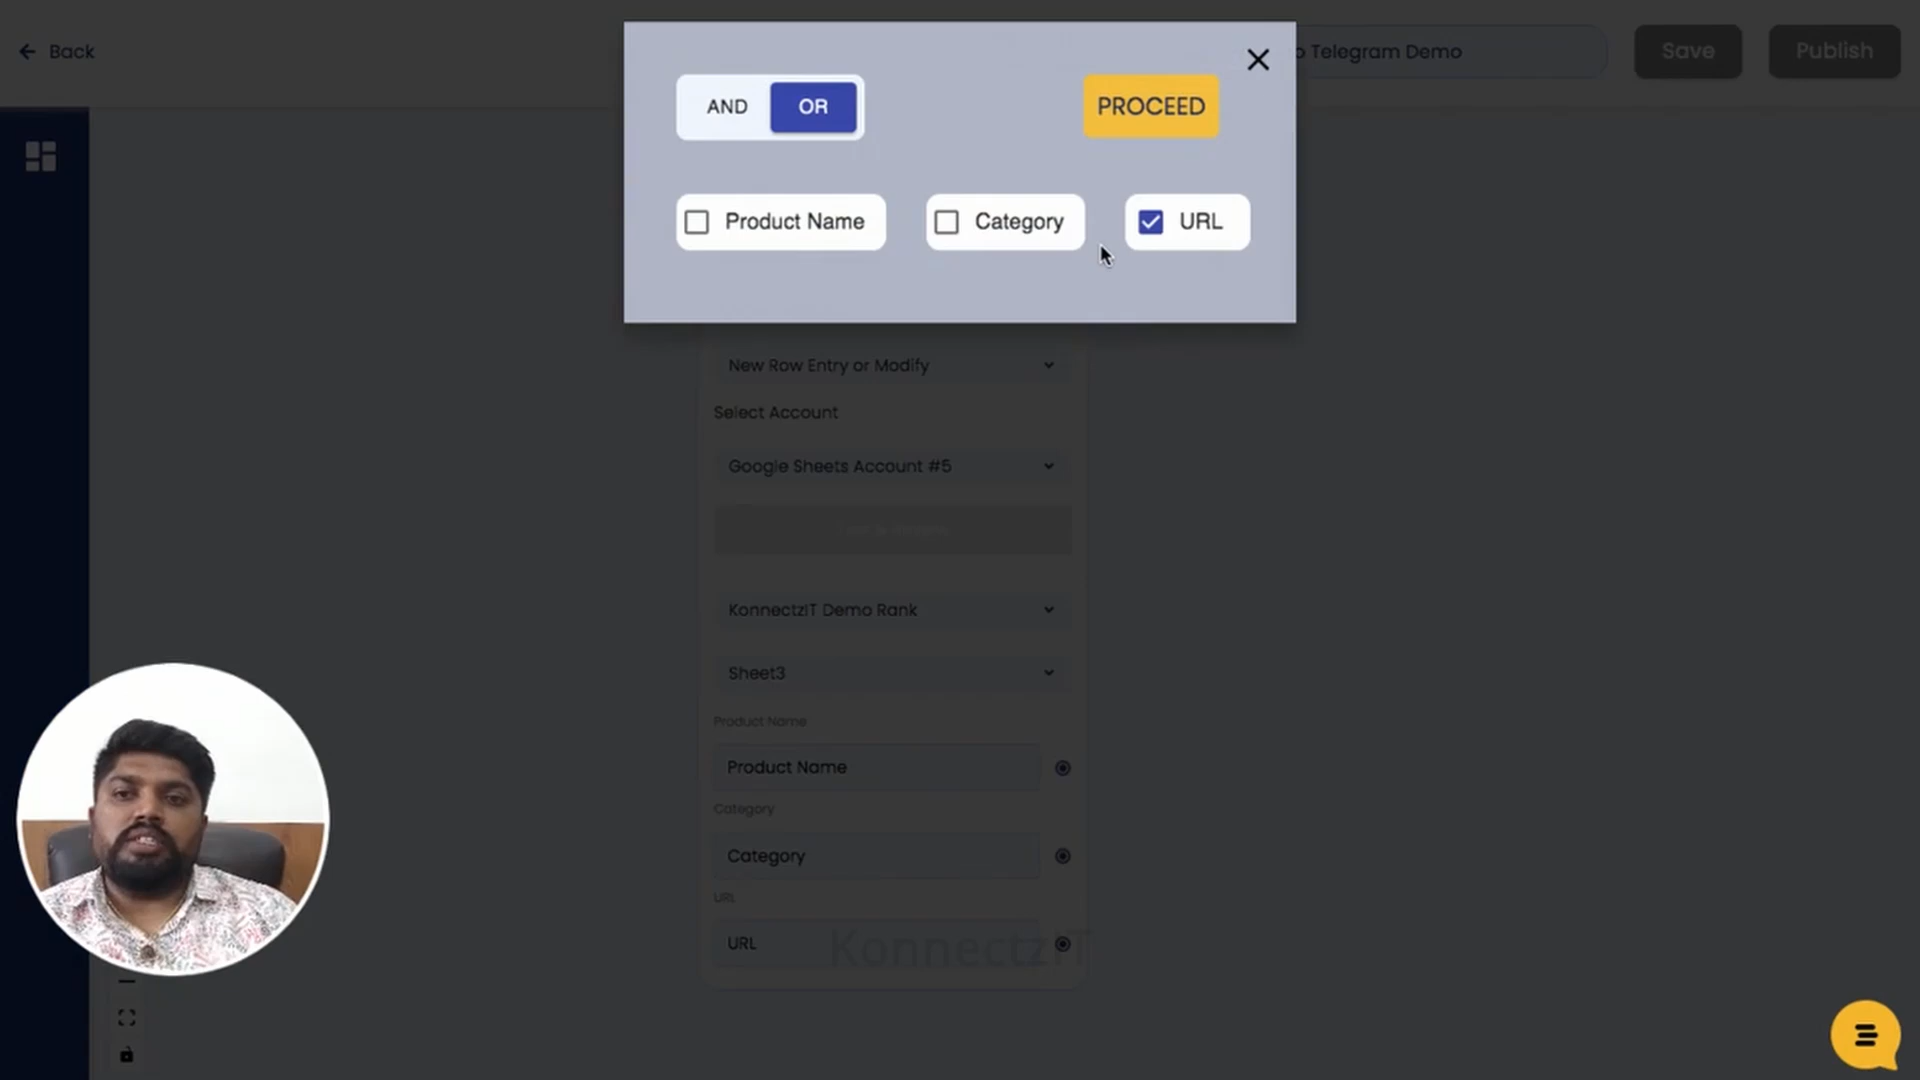 Back
o Telegram Demo
Save
Publish
AND
OR
PROCEED
Product Name
Category
URL
New Row Entry or Modify
Select Account
Google Sheets Account #5
KonnectzIT Demo Rank
Sheet3
Product Name
Product Name
Category
Category
URL
URL
KonnectzIT